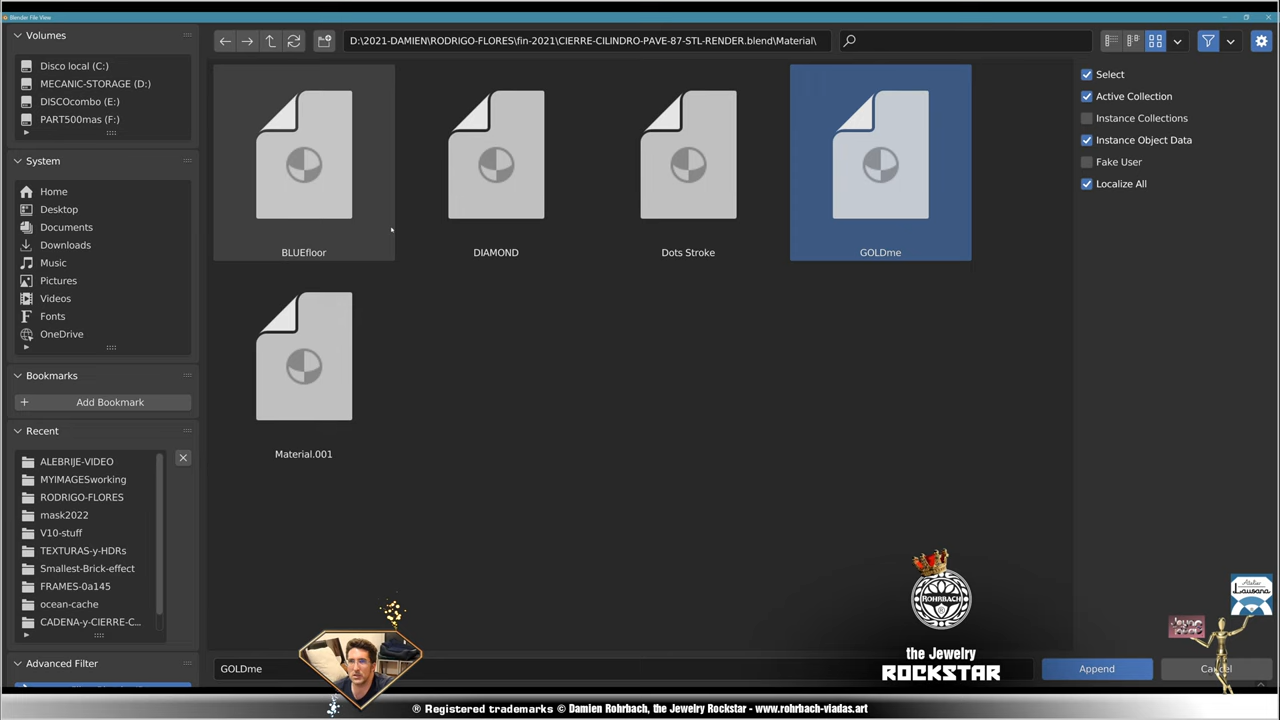 Blender File View
Volumes
Disco local (C:)
MECANIC-STORAGE (D:)
DISCOcombo (E:)
PART500mas (F:)
System
Home
Desktop
Documents
Downloads
Music
Pictures
Videos
Fonts
OneDrive
Bookmarks
Add Bookmark
Recent
ALEBRIJE-VIDEO
MYIMAGESworking
RODRIGO-FLORES
mask2022
V10-stuff
TEXTURAS-y-HDRs
Smallest-Brick-effect
FRAMES-0a145
ocean-cache
CADENA-y-CIERRE-C...
Advanced Filter
D:\2021-DAMIEN\RODRIGO-FLORES\fin-2021\CIERRE-CILINDRO-PAVE-87-STL-RENDER.blend\Material\
BLUEfloor
DIAMOND
Dots Stroke
GOLDme
Material.001
Select
Active Collection
Instance Collections
Instance Object Data
Fake User
Localize All
ROHRBACH
Atelier
Lausana
the Jewelry
ROCKSTAR
GOLDme
Append
Cancel
® Registered trademarks © Damien Rohrbach, the Jewelry Rockstar - www.rohrbach-viadas.art